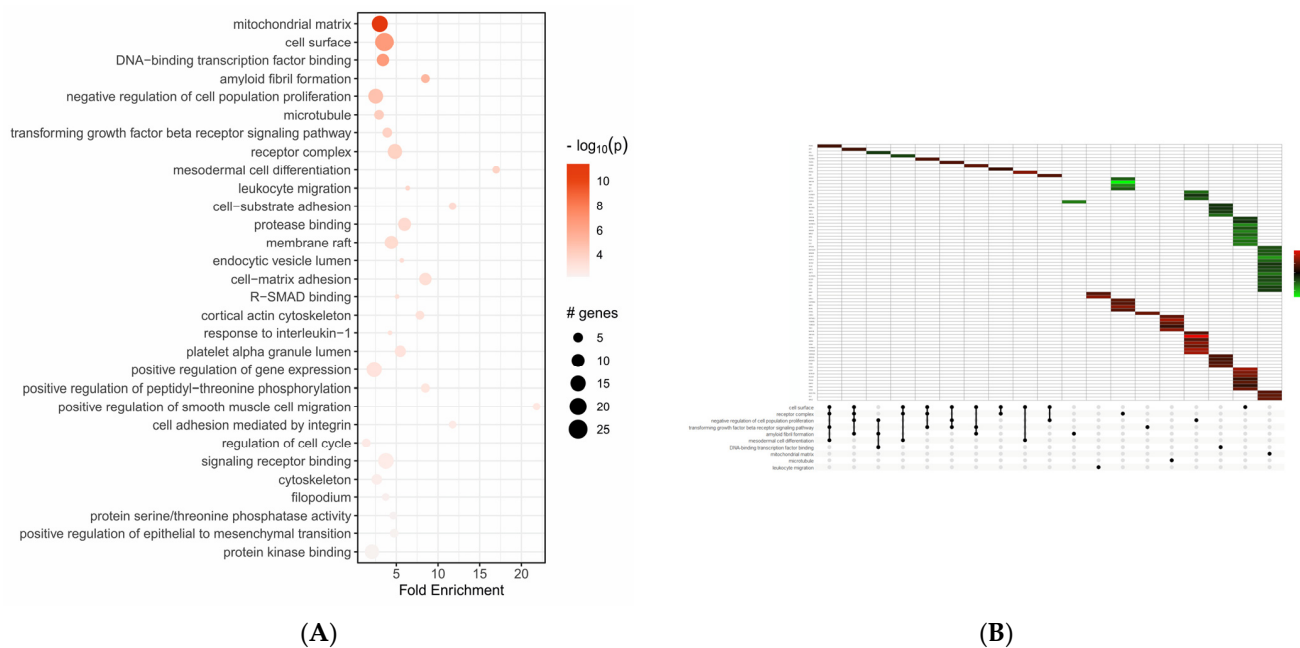 mitochondrial matrix
cell surface
DNA−binding transcription factor binding
amyloid fibril formation
negative regulation of cell population proliferation
microtubule
transforming growth factor beta receptor signaling pathway
receptor complex
mesodermal cell differentiation
leukocyte migration
cell−substrate adhesion
protease binding
membrane raft
endocytic vesicle lumen
cell−matrix adhesion
R−SMAD binding
cortical actin cytoskeleton
response to interleukin−1
platelet alpha granule lumen
positive regulation of gene expression
positive regulation of peptidyl−threonine phosphorylation
positive regulation of smooth muscle cell migration
cell adhesion mediated by integrin
regulation of cell cycle
signaling receptor binding
cytoskeleton
filopodium
protein serine/threonine phosphatase activity
positive regulation of epithelial to mesenchymal transition
protein kinase binding
5 10 15 20
Fold Enrichment
− log10(p)
10
8
6
4
# genes
5
10
15
20
25
(A)
cell surface
receptor complex
negative regulation of cell population proliferation
transforming growth factor beta receptor signaling pathway
amyloid fibril formation
mesodermal cell differentiation
DNA−binding transcription factor binding
mitochondrial matrix
microtubule
leukocyte migration
(B)